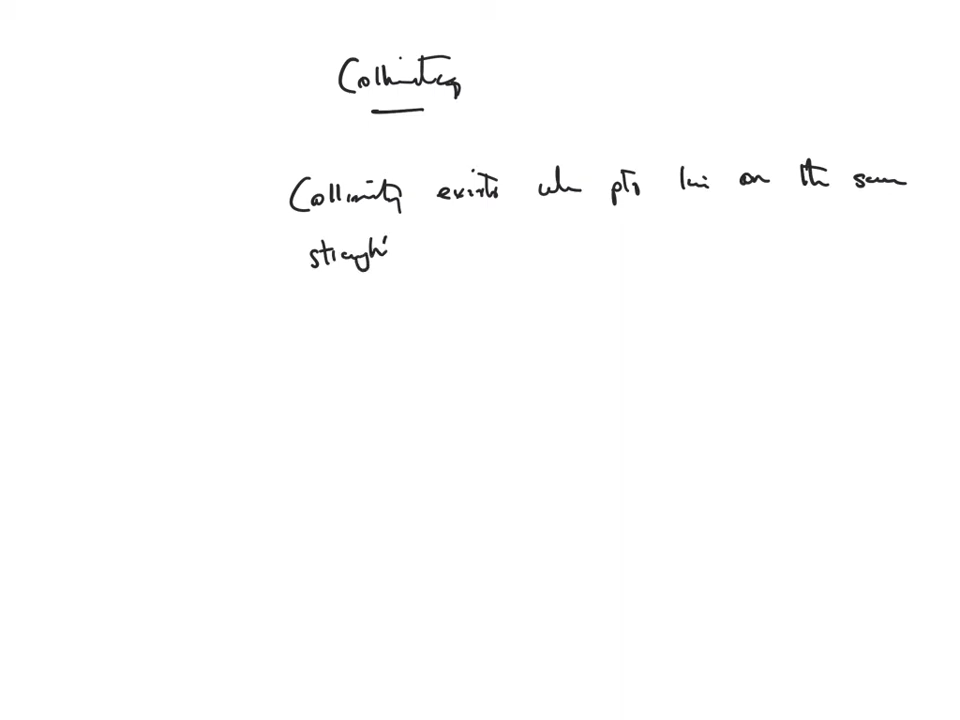 Collinearity
Collinearity exists when pts lie on the same
straight